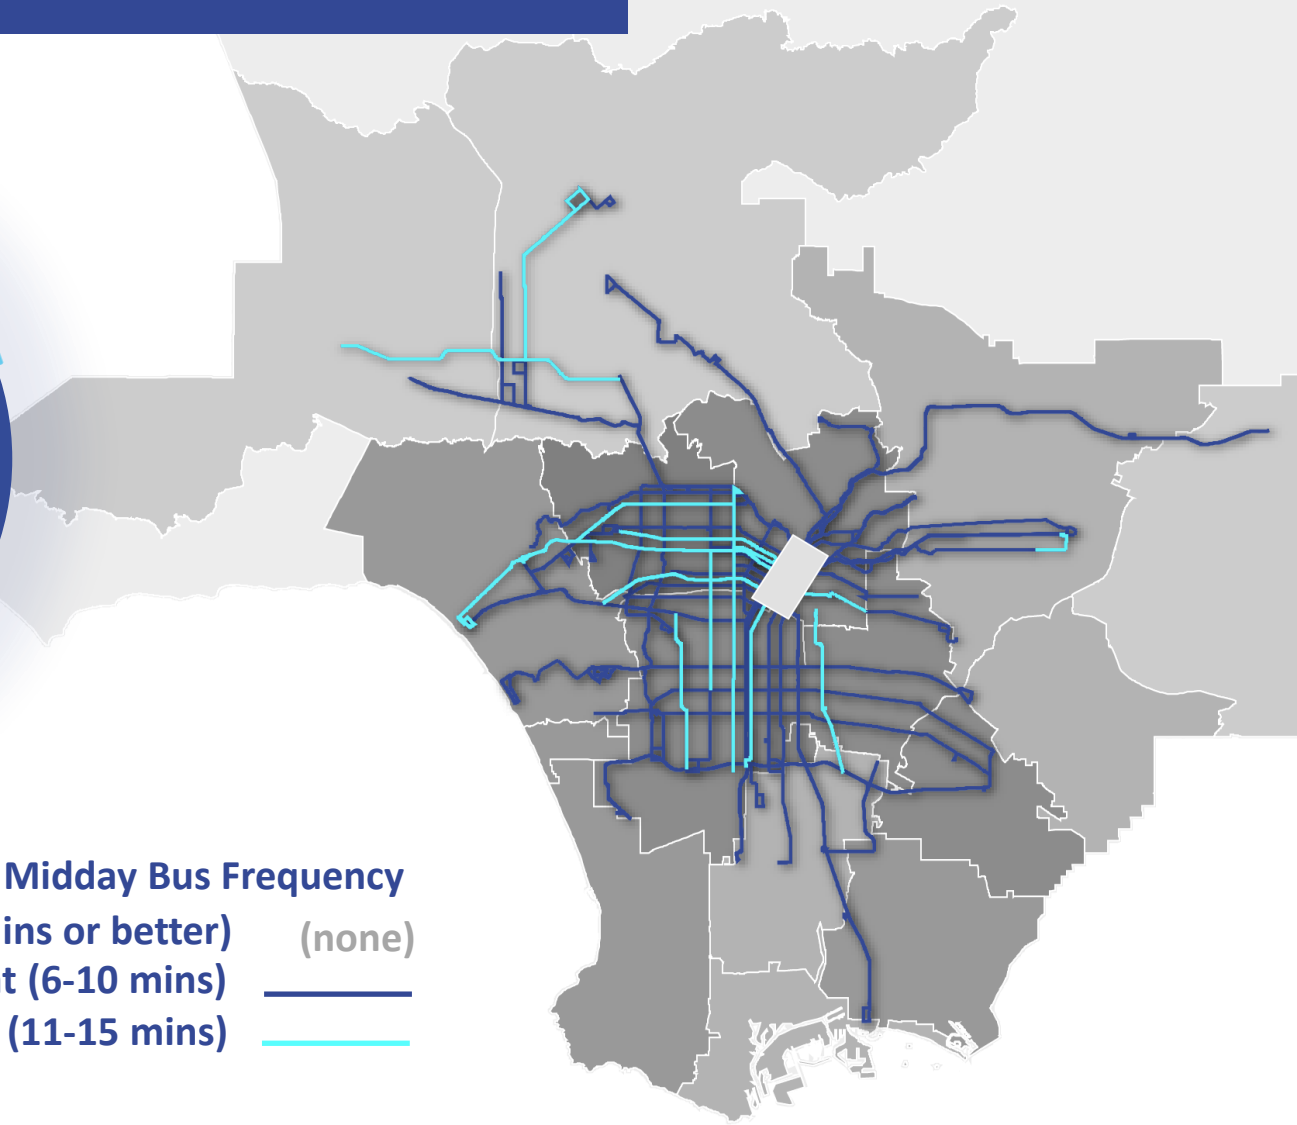 Midday Bus Frequency
ins or better) (none)
t (6-10 mins)
(11-15 mins)